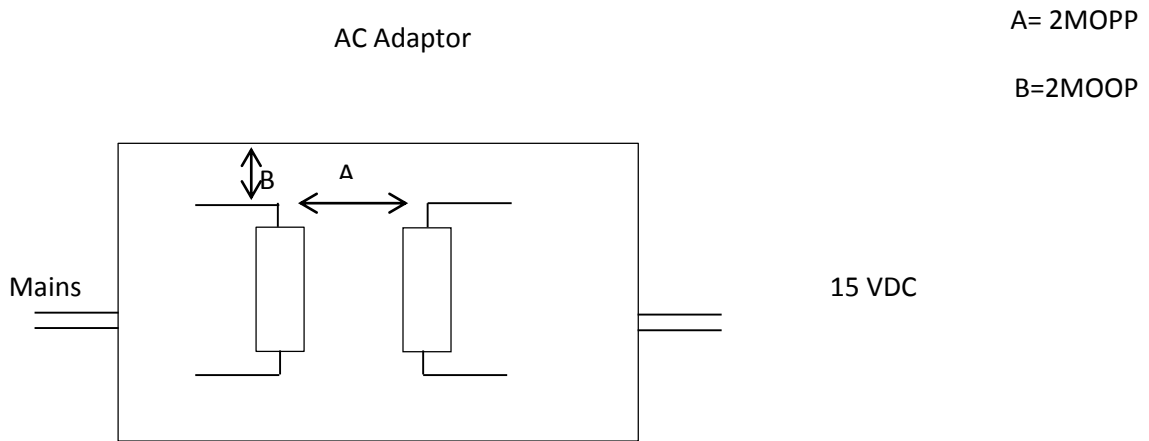 A= 2MOPP
AC Adaptor
B=2MOOP
B
A
Mains
15 VDC